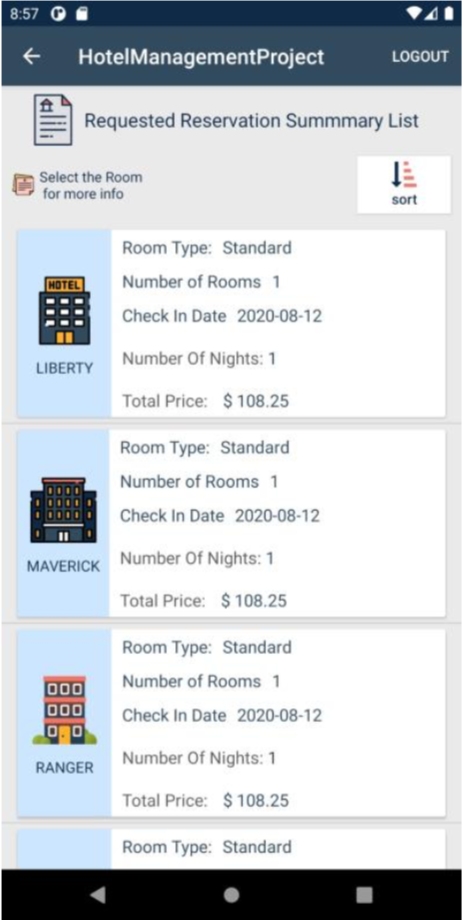 8:57
HotelManagementProject
LOGOUT
Requested Reservation Summmary List
Select the Room
for more info
sort
HOTEL
LIBERTY
Room Type: Standard
Number of Rooms 1
Check In Date 2020-08-12
Number Of Nights: 1
Total Price: $ 108.25
MAVERICK
Room Type: Standard
Number of Rooms 1
Check In Date 2020-08-12
Number Of Nights: 1
Total Price: $ 108.25
RANGER
Room Type: Standard
Number of Rooms 1
Check In Date 2020-08-12
Number Of Nights: 1
Total Price: $ 108.25
Room Type: Standard